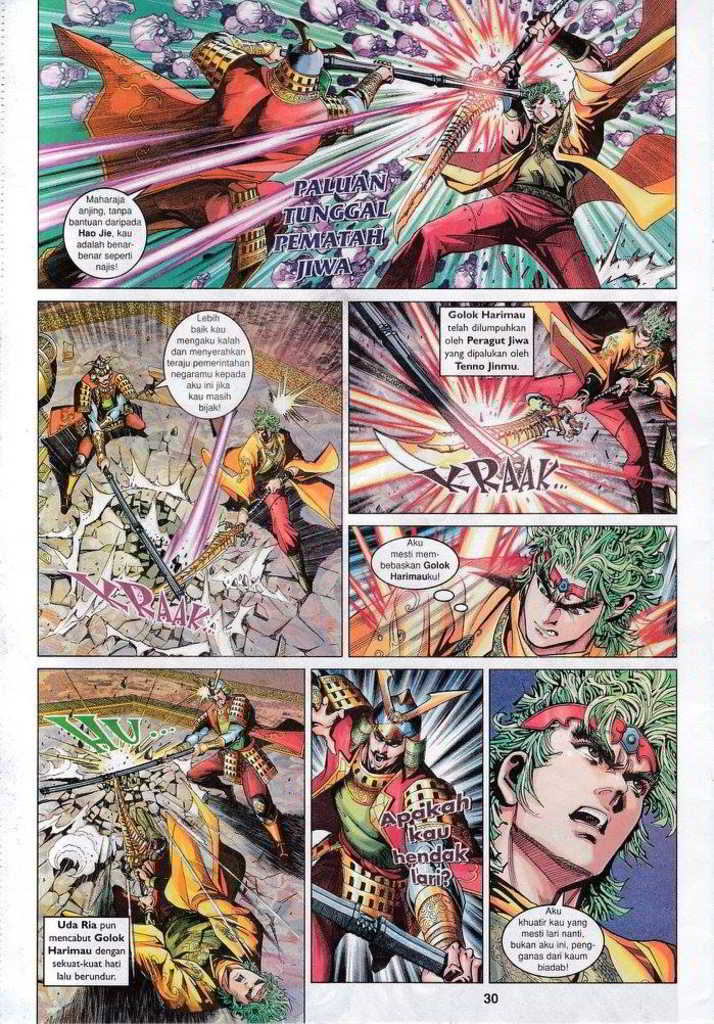 Maharaja
anjing, tanpa
bantuan daripada
Hao Jie, kau
adalah benar-
benar seperti
najis!
PALUAN
TUNGGAL
PEMATAH
JIWA
Lebih
baik kau
mengaku kalah
dan menyerahkan
teraju pemerintahan
negaramu kepada
aku ini jika
kau masih
bijak!
KRAAK...
Golok Harimau
telah dilumpuhkan
oleh Peragut Jiwa
yang dipalukan oleh
Tenno Jinmu.
KRAAK...
Aku
mesti mem-
bebaskan Golok
Harimauku!
HU...
Uda Ria pun
mencabut Golok
Harimau dengan
sekuat-kuat hati
lalu berundur.
Apakah
kau
hendak
lari?
Aku
khuatir kau yang
mesti lari nanti,
bukan aku ini, peng-
ganas dari kaum
biadab!
30